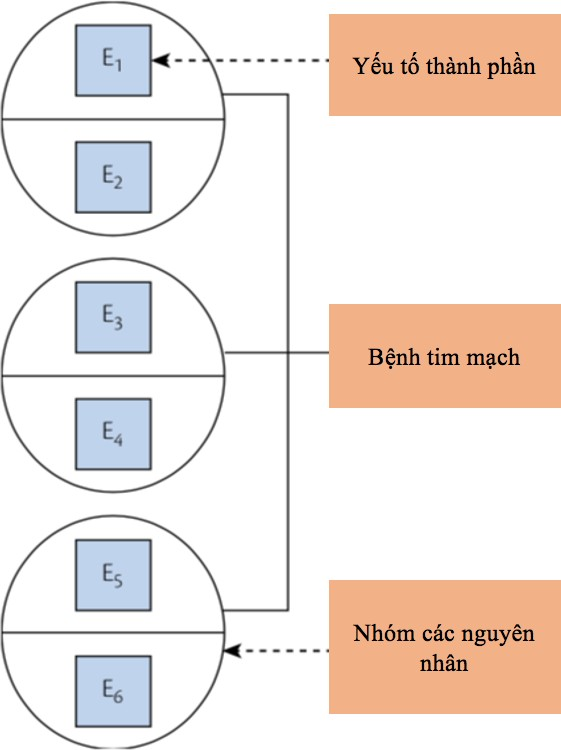 E₁
Yếu tố thành phần
E₂
E₃
Bệnh tim mạch
E₄
E₅
Nhóm các nguyên
nhân
E₆